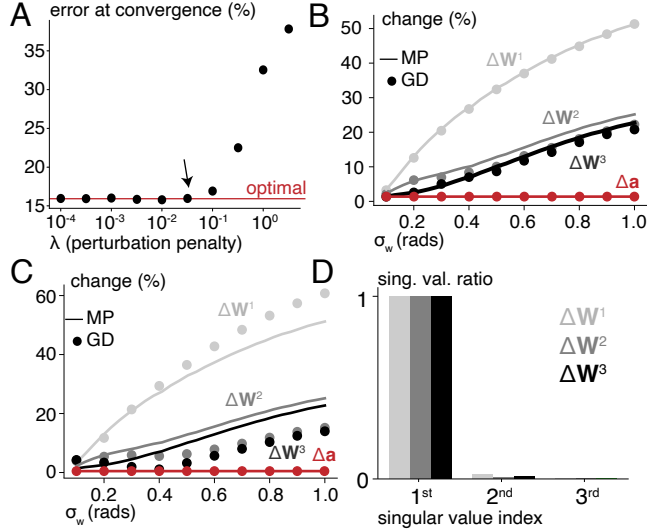 A
error at convergence (%)
35
25
optimal
15
10⁻⁴
10⁻³
10⁻²
10⁻¹
10⁰
λ (perturbation penalty)
B
change (%)
50
MP
GD
ΔW¹
40
30
20
ΔW²
ΔW³
10
Δa
0
0.2
0.4
0.6
0.8
1.0
σw (rads)
C
change (%)
60
MP
GD
ΔW¹
40
ΔW²
20
ΔW³
Δa
0
0.2
0.4
0.6
0.8
1.0
σw (rads)
D
sing. val. ratio
1
ΔW¹
ΔW²
ΔW³
0
1st
2nd
3rd
singular value index